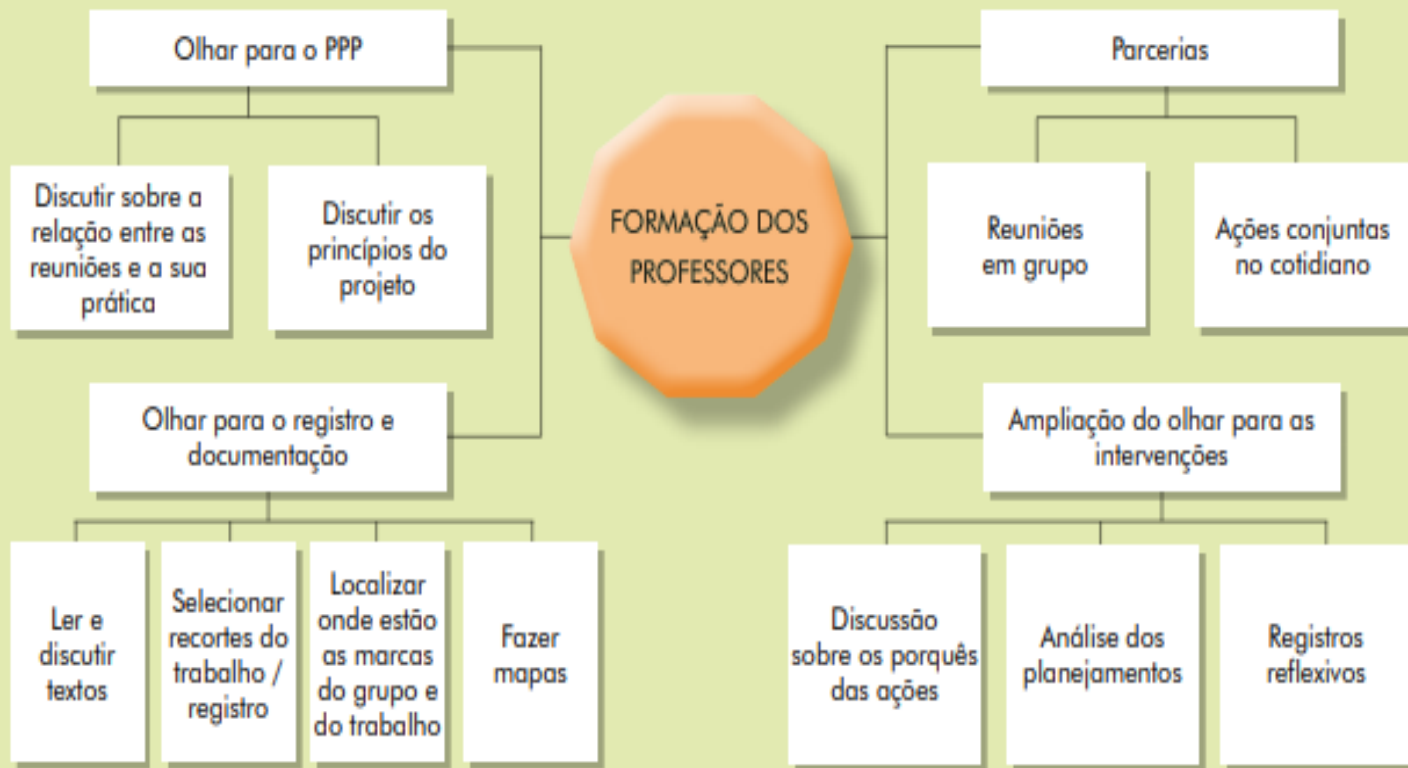 Olhar para o PPP
Discutir sobre a
relação entre as
reuniões e a sua
prática
Discutir os
princípios do
projeto
FORMAÇÃO DOS
PROFESSORES
Parcerias
Reuniões
em grupo
Ações conjuntas
no cotidiano
Olhar para o registro e
documentação
Ler e
discutir
textos
Selecionar
recortes do
trabalho /
registro
Localizar
onde estão
as marcas
do grupo e
do trabalho
Fazer
mapas
Ampliação do olhar para as
intervenções
Discussão
sobre os porquês
das ações
Análise dos
planejamentos
Registros
reflexivos